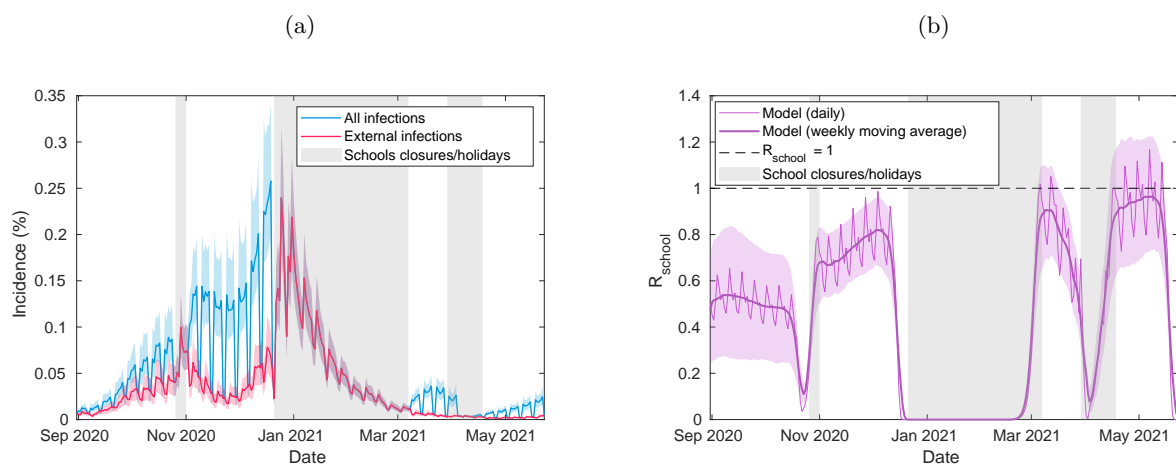 (a)
0.35
0.3
0.25
0.2
0.15
0.1
0.05
0
Incidence (%)
All infections
External infections
Schools closures/holidays
Sep 2020 Nov 2020 Jan 2021 Mar 2021 May 2021
Date
(b)
1.4
1.2
1
0.8
0.6
0.4
0.2
0
R_school
Model (daily)
Model (weekly moving average)
R_school = 1
School closures/holidays
Sep 2020 Nov 2020 Jan 2021 Mar 2021 May 2021
Date